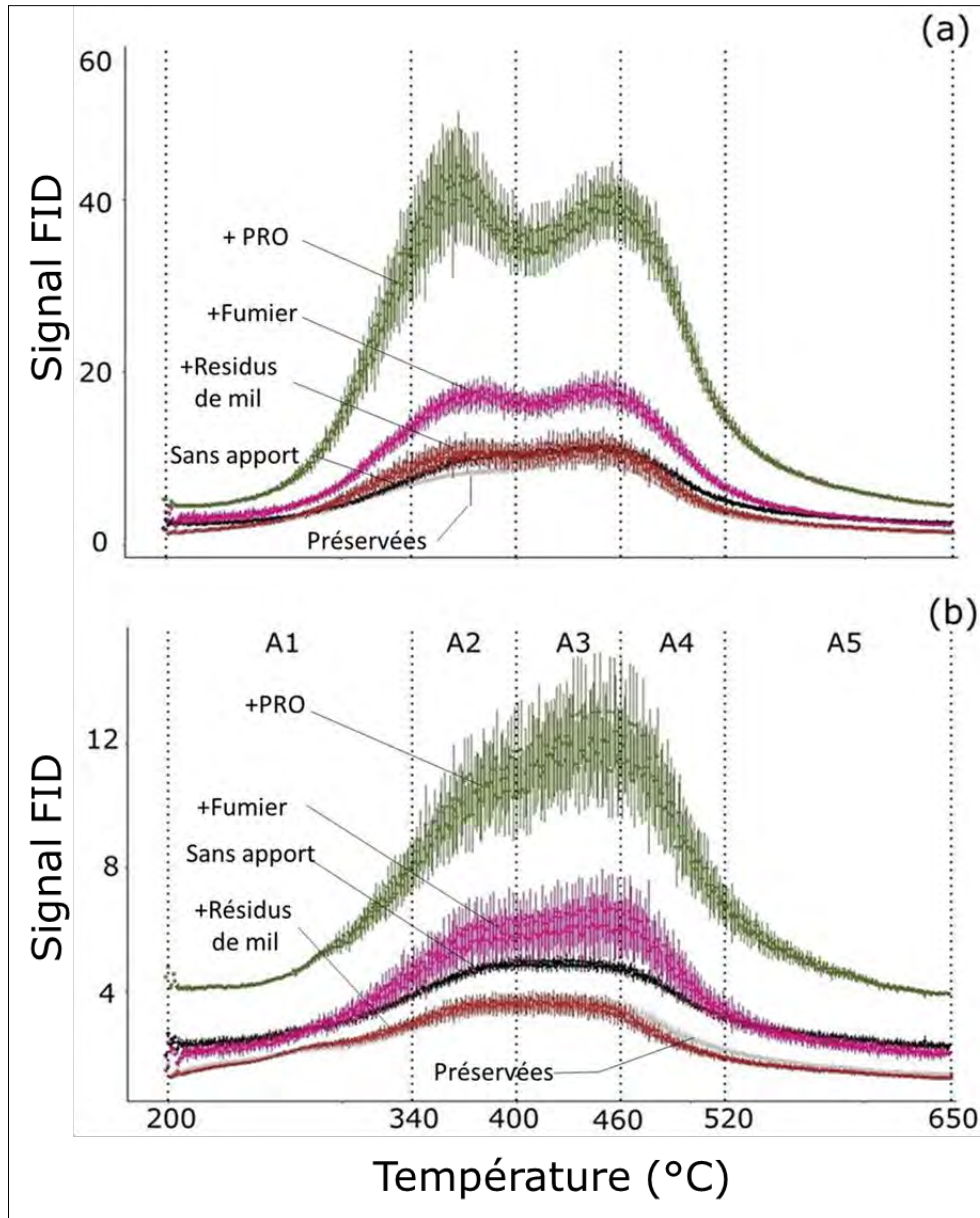 (a)
60
40
20
0
Signal FID
+ PRO
+Fumier
+Residus
de mil
Sans apport
Préservées
(b)
A1 A2 A3 A4 A5
12
8
4
Signal FID
+PRO
+Fumier
Sans apport
+Résidus
de mil
Préservées
200 340 400 460 520 650
Température (°C)